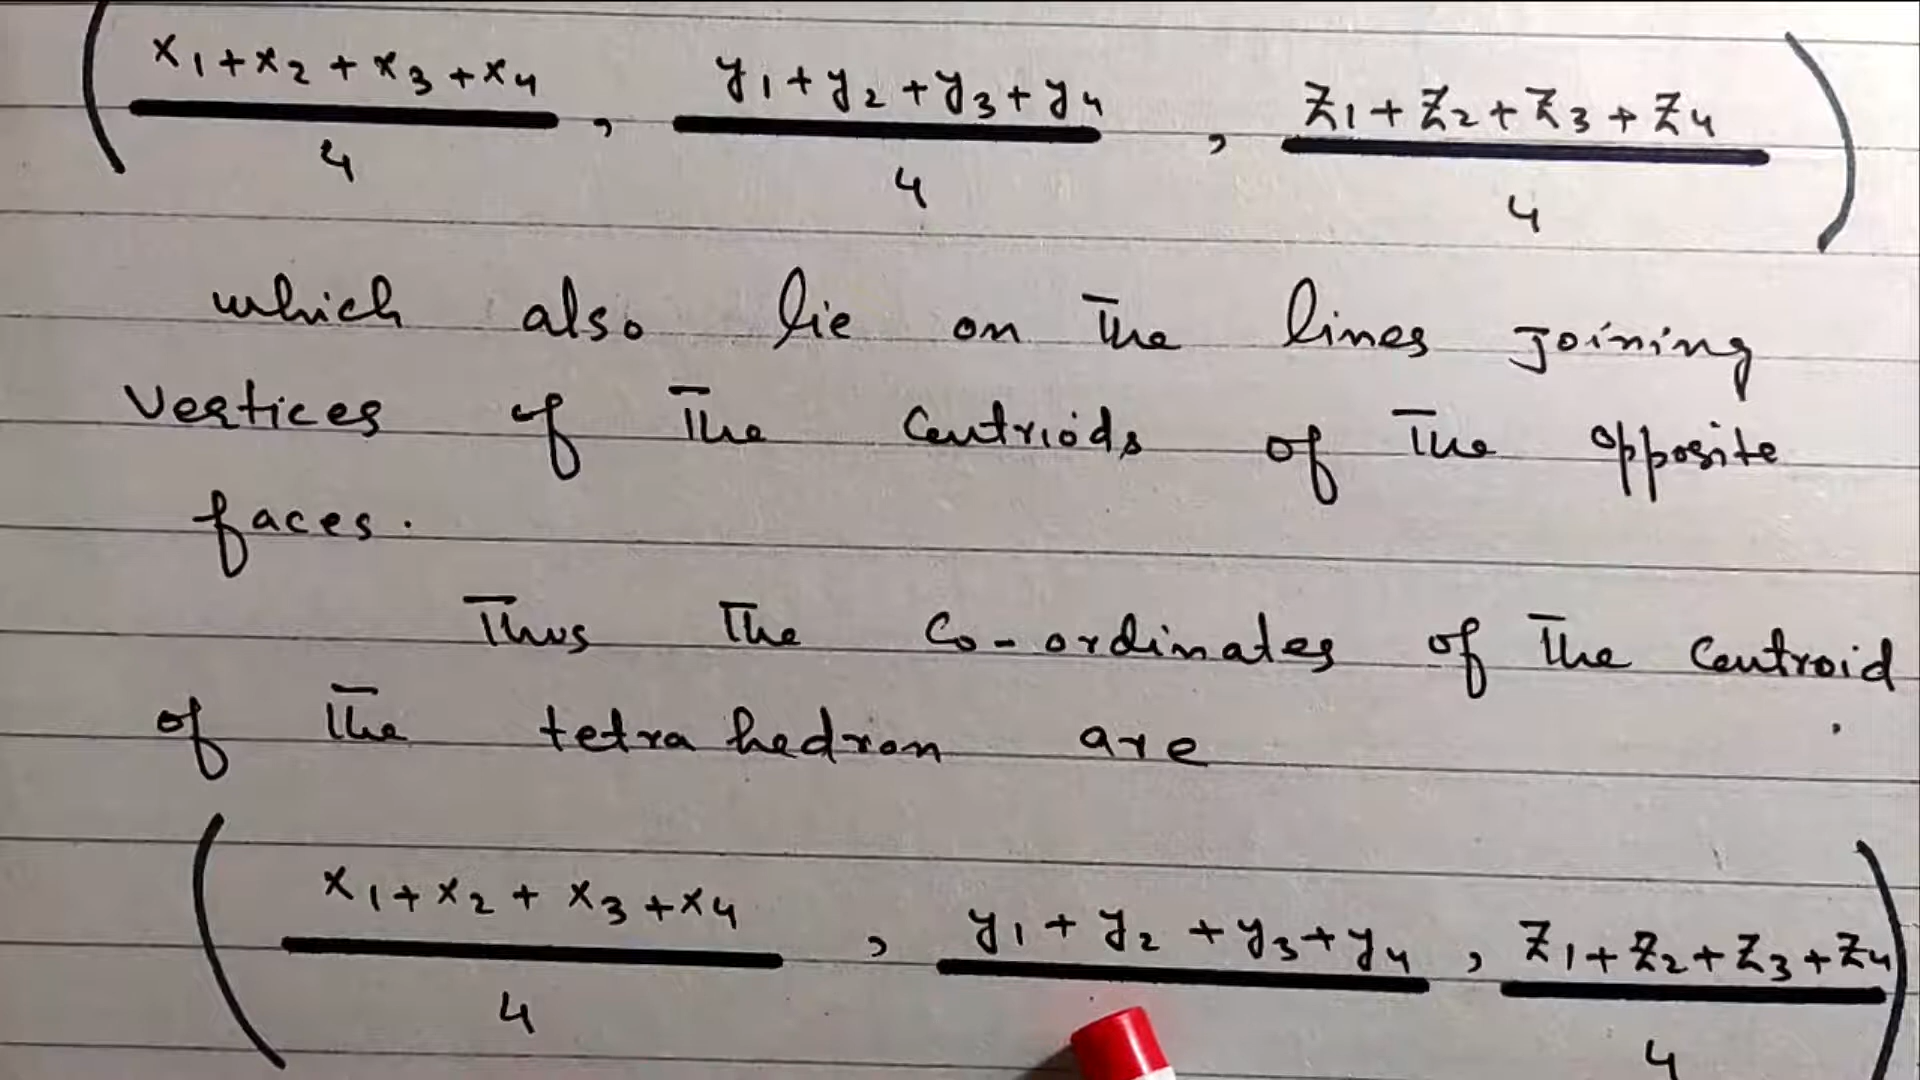 ( x1+x2+x3+x4 / 4 , y1+y2+y3+y4 / 4 , z1+z2+z3+z4 / 4 )
which also lie on the lines joining
vertices of the centriods of the opposite
faces.
Thus the co-ordinates of the centroid
of the tetrahedron are
( x1+x2+x3+x4 / 4 , y1+y2+y3+y4 , z1+z2+z3+z4 / 4 )